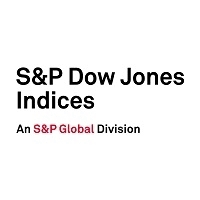 S&P Dow Jones
Indices
An S&P Global Division